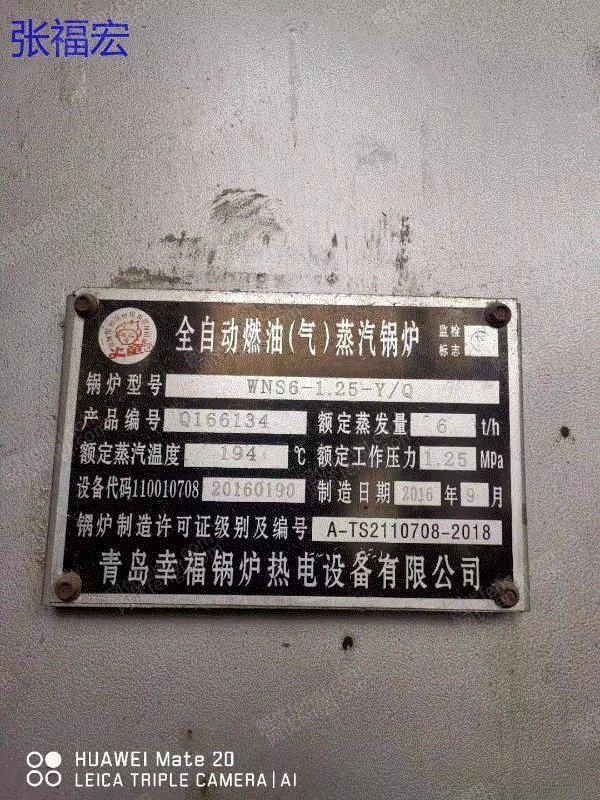 张福宏
全自动燃油(气)蒸汽锅炉 监检标志
锅炉型号 WNS6-1.25-Y/Q
产品编号 Q166134 额定蒸发量 6 t/h
额定蒸汽温度 194 ℃ 额定工作压力 1.25 MPa
设备代码110010708 20160190 制造日期 2016 年 9 月
锅炉制造许可证级别及编号 A-TS2110708-2018
青岛幸福锅炉热电设备有限公司
HUAWEI Mate 20
LEICA TRIPLE CAMERA | AI